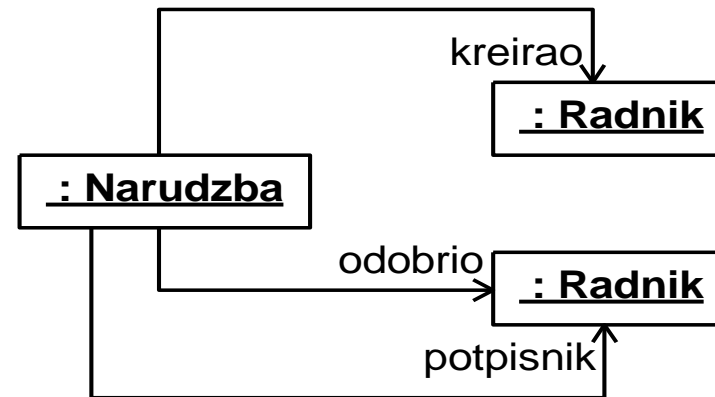 kreirao
: Radnik
: Narudzba
odobrio
: Radnik
potpisnik